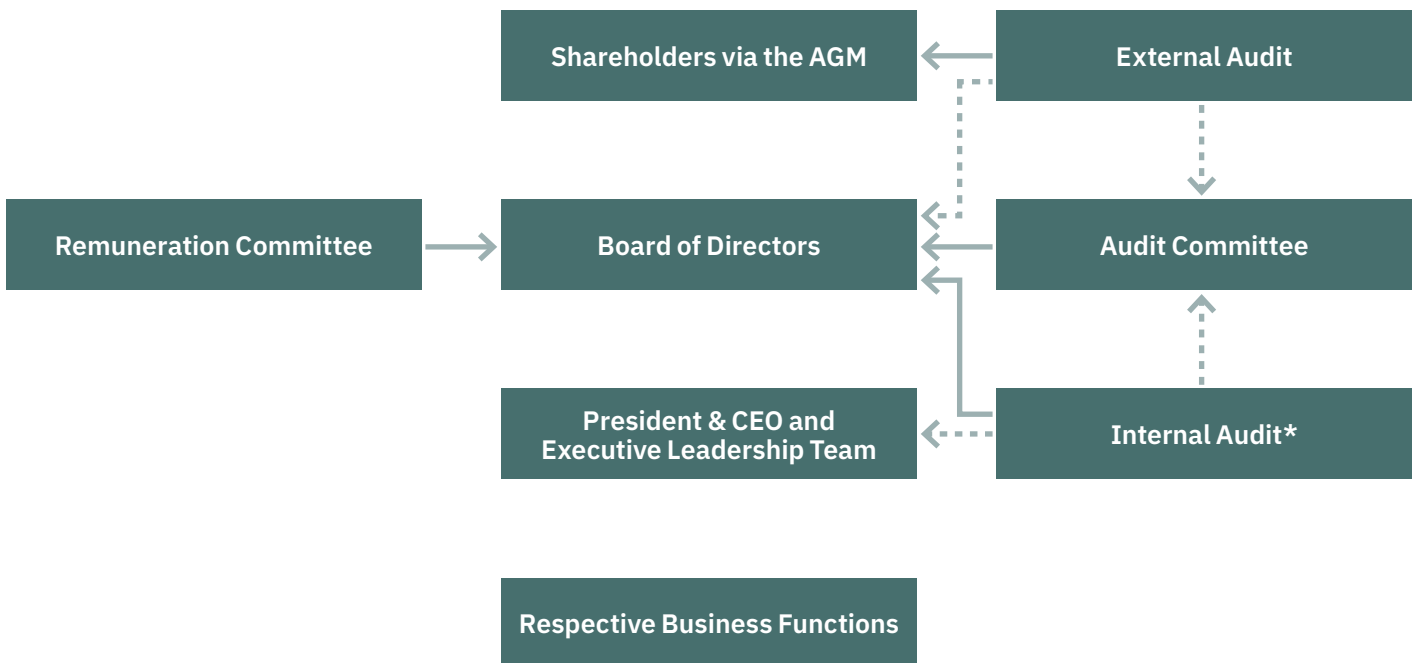 Shareholders via the AGM
External Audit
Remuneration Committee
Board of Directors
Audit Committee
President & CEO and
Executive Leadership Team
Internal Audit*
Respective Business Functions